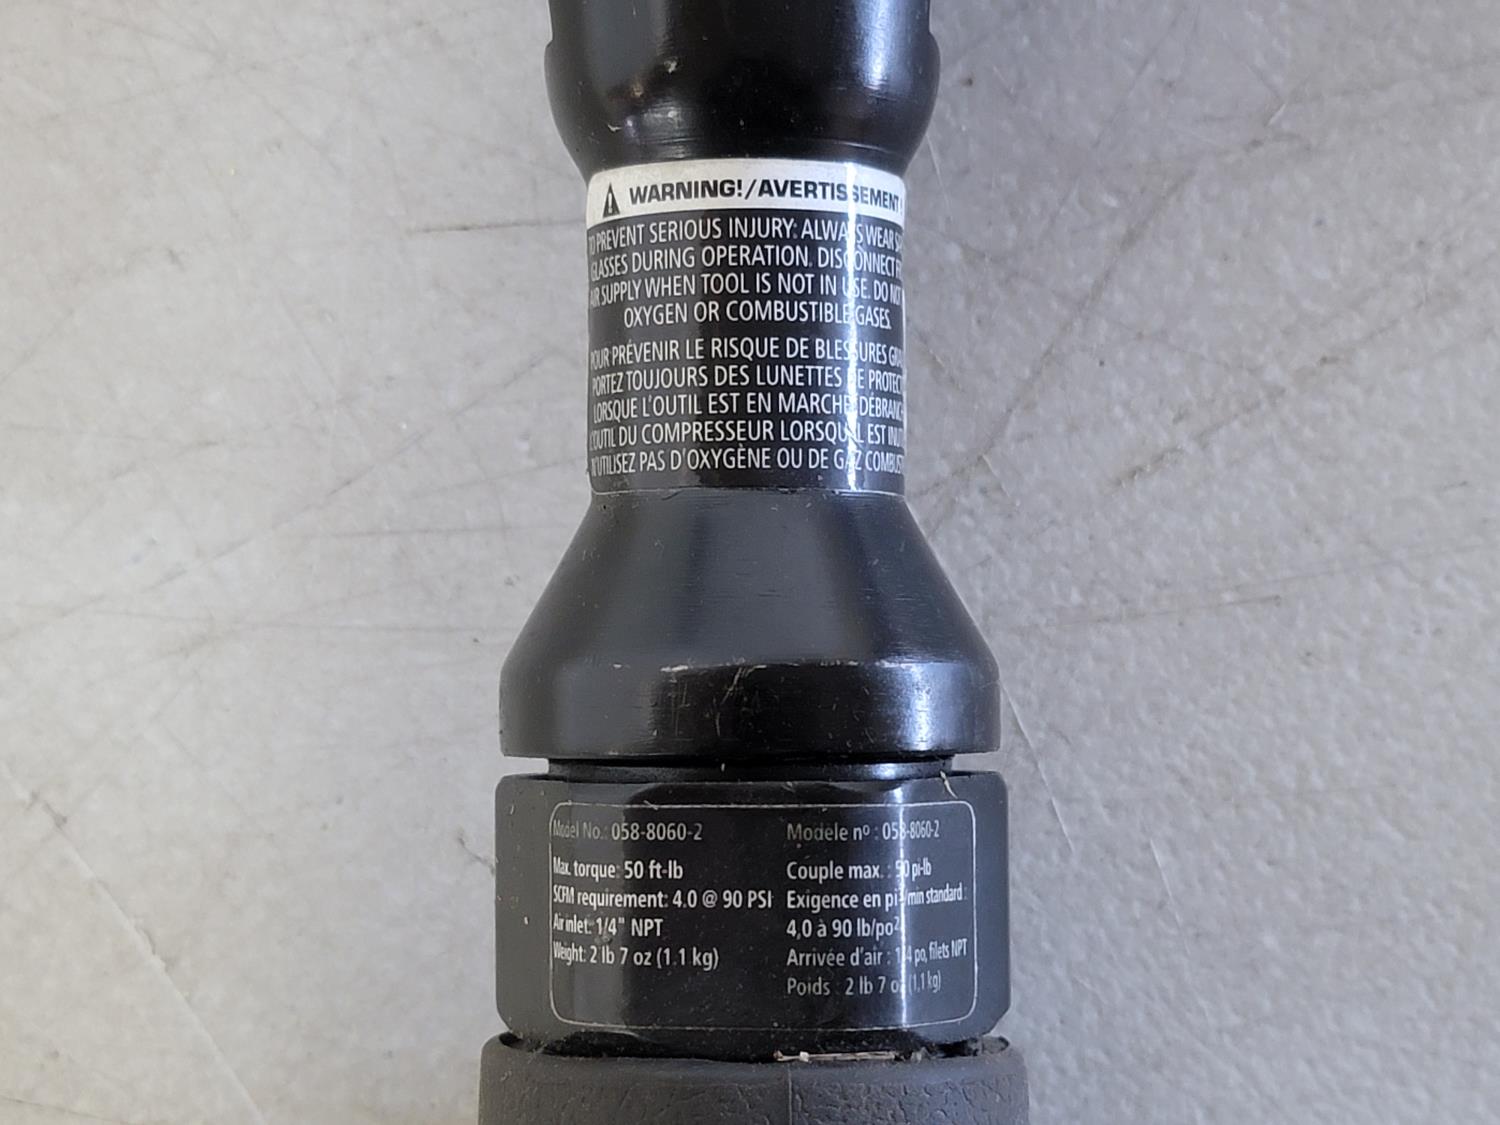 WARNING!/AVERTISSEMENT
TO PREVENT SERIOUS INJURY: ALWAYS WEAR
GLASSES DURING OPERATION. DISCONNECT
AIR SUPPLY WHEN TOOL IS NOT IN USE. DO NOT
OXYGEN OR COMBUSTIBLE GASES.
POUR PRÉVENIR LE RISQUE DE BLESSURES
PORTEZ TOUJOURS DES LUNETTES DE
LORSQUE L'OUTIL EST EN MARCHE.
L'OUTIL DU COMPRESSEUR LORSQU'IL EST
N'UTILISEZ PAS D'OXYGÈNE OU DE GAZ
Model No.: 058-8060-2
Max. torque: 50 ft-lb
SCFM requirement: 4.0 @ 90 PSI
Air inlet: 1/4" NPT
Weight: 2 lb 7 oz (1.1 kg)
Modèle nº : 058-8060-2
Couple max. : 50 pi-lb
Exigence en pi³/min standard :
4,0 à 90 lb/po²
Arrivée d'air : 1/4 po, filets NPT
Poids : 2 lb 7 oz (1,1 kg)